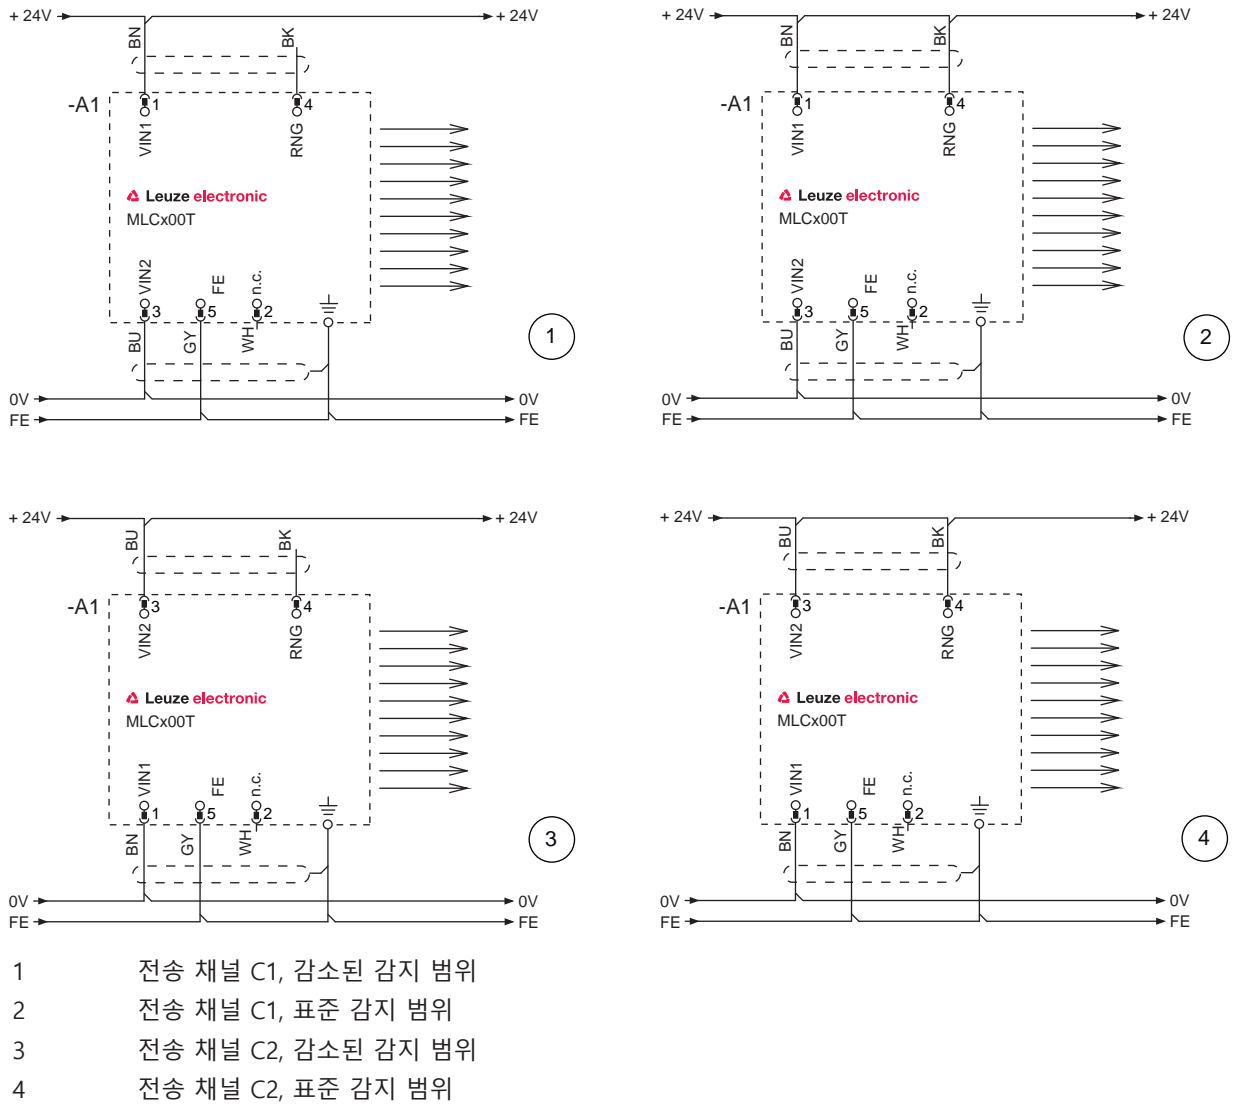 + 24V
+ 24V
BN
BK
-A1
1
4
VIN1
RNG
Leuze electronic
MLCx00T
VIN2
FE
n.c.
3
5
2
BU
GY
WH
1
0V
0V
FE
FE
+ 24V
+ 24V
BN
BK
-A1
1
4
VIN1
RNG
Leuze electronic
MLCx00T
VIN2
FE
n.c.
3
5
2
BU
GY
WH
2
0V
0V
FE
FE
+ 24V
+ 24V
BU
BK
-A1
3
4
VIN2
RNG
Leuze electronic
MLCx00T
VIN1
FE
n.c.
1
5
2
BN
GY
WH
3
0V
0V
FE
FE
+ 24V
+ 24V
BU
BK
-A1
3
4
VIN2
RNG
Leuze electronic
MLCx00T
VIN1
FE
n.c.
1
5
2
BN
GY
WH
4
0V
0V
FE
FE
1 전송 채널 C1, 감소된 감지 범위
2 전송 채널 C1, 표준 감지 범위
3 전송 채널 C2, 감소된 감지 범위
4 전송 채널 C2, 표준 감지 범위